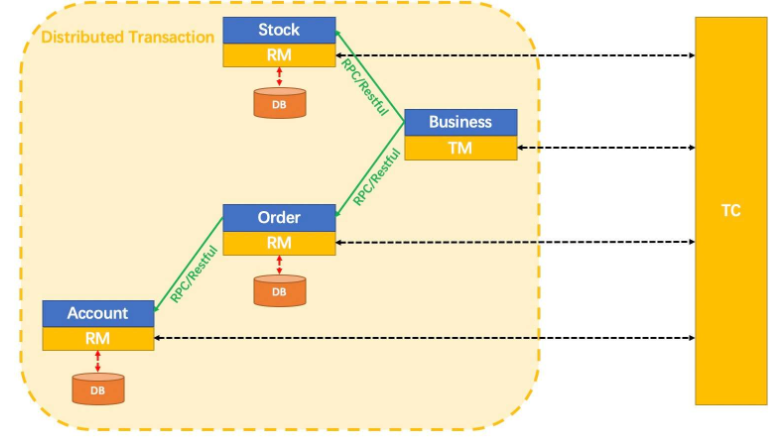 Distributed Transaction
Stock
RM
DB
RPC/Restful
Business
TM
RPC/Restful
TC
Order
RM
DB
RPC/Restful
Account
RM
DB